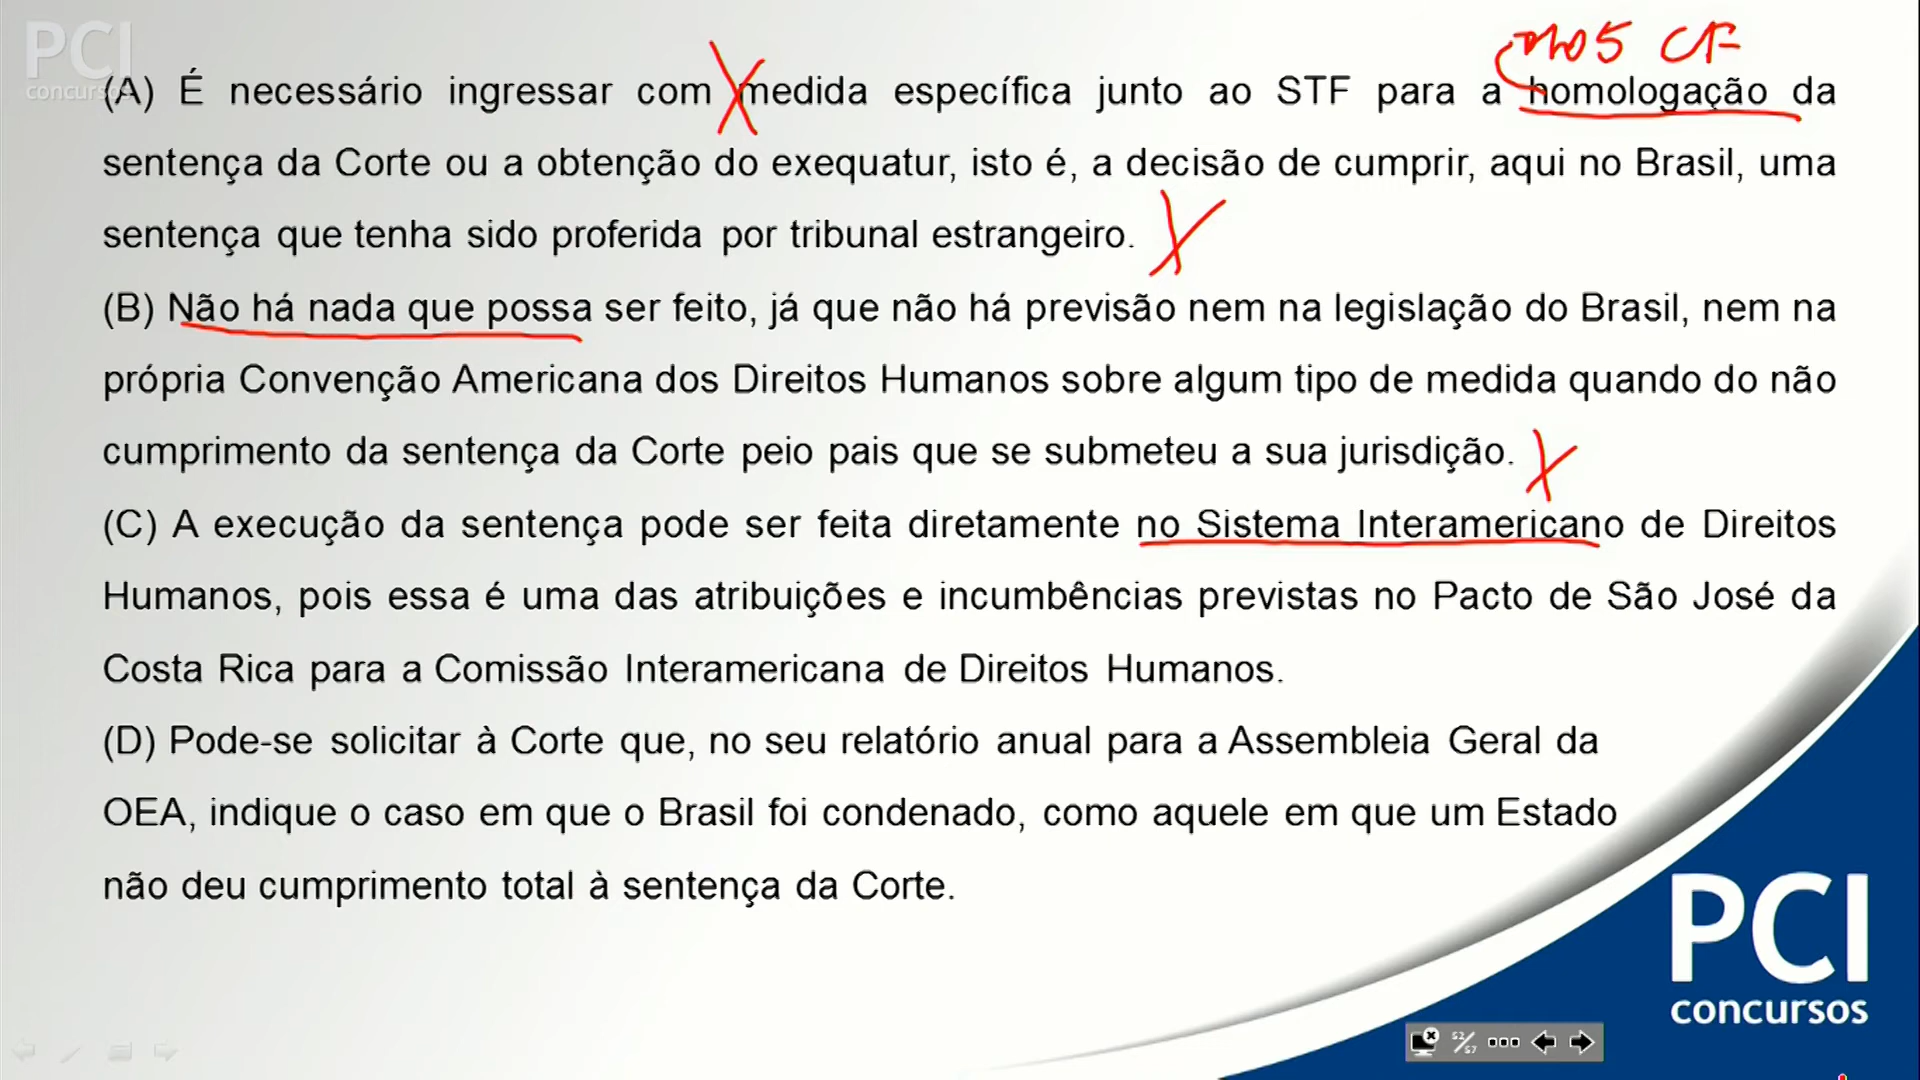 PCI
concursos
CF
(A) É necessário ingressar com medida específica junto ao STF para a homologação da
sentença da Corte ou a obtenção do exequatur, isto é, a decisão de cumprir, aqui no Brasil, uma
sentença que tenha sido proferida por tribunal estrangeiro.
(B) Não há nada que possa ser feito, já que não há previsão nem na legislação do Brasil, nem na
própria Convenção Americana dos Direitos Humanos sobre algum tipo de medida quando do não
cumprimento da sentença da Corte peio pais que se submeteu a sua jurisdição.
(C) A execução da sentença pode ser feita diretamente no Sistema Interamericano de Direitos
Humanos, pois essa é uma das atribuições e incumbências previstas no Pacto de São José da
Costa Rica para a Comissão Interamericana de Direitos Humanos.
(D) Pode-se solicitar à Corte que, no seu relatório anual para a Assembleia Geral da
OEA, indique o caso em que o Brasil foi condenado, como aquele em que um Estado
não deu cumprimento total à sentença da Corte.
PCI
concursos
52/57